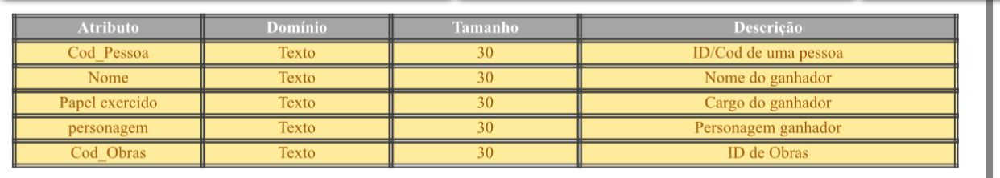 Atributo Domínio Tamanho Descrição
Cod_Pessoa Texto 30 ID/Cod de uma pessoa
Nome Texto 30 Nome do ganhador
Papel exercido Texto 30 Cargo do ganhador
personagem Texto 30 Personagem ganhador
Cod_Obras Texto 30 ID de Obras